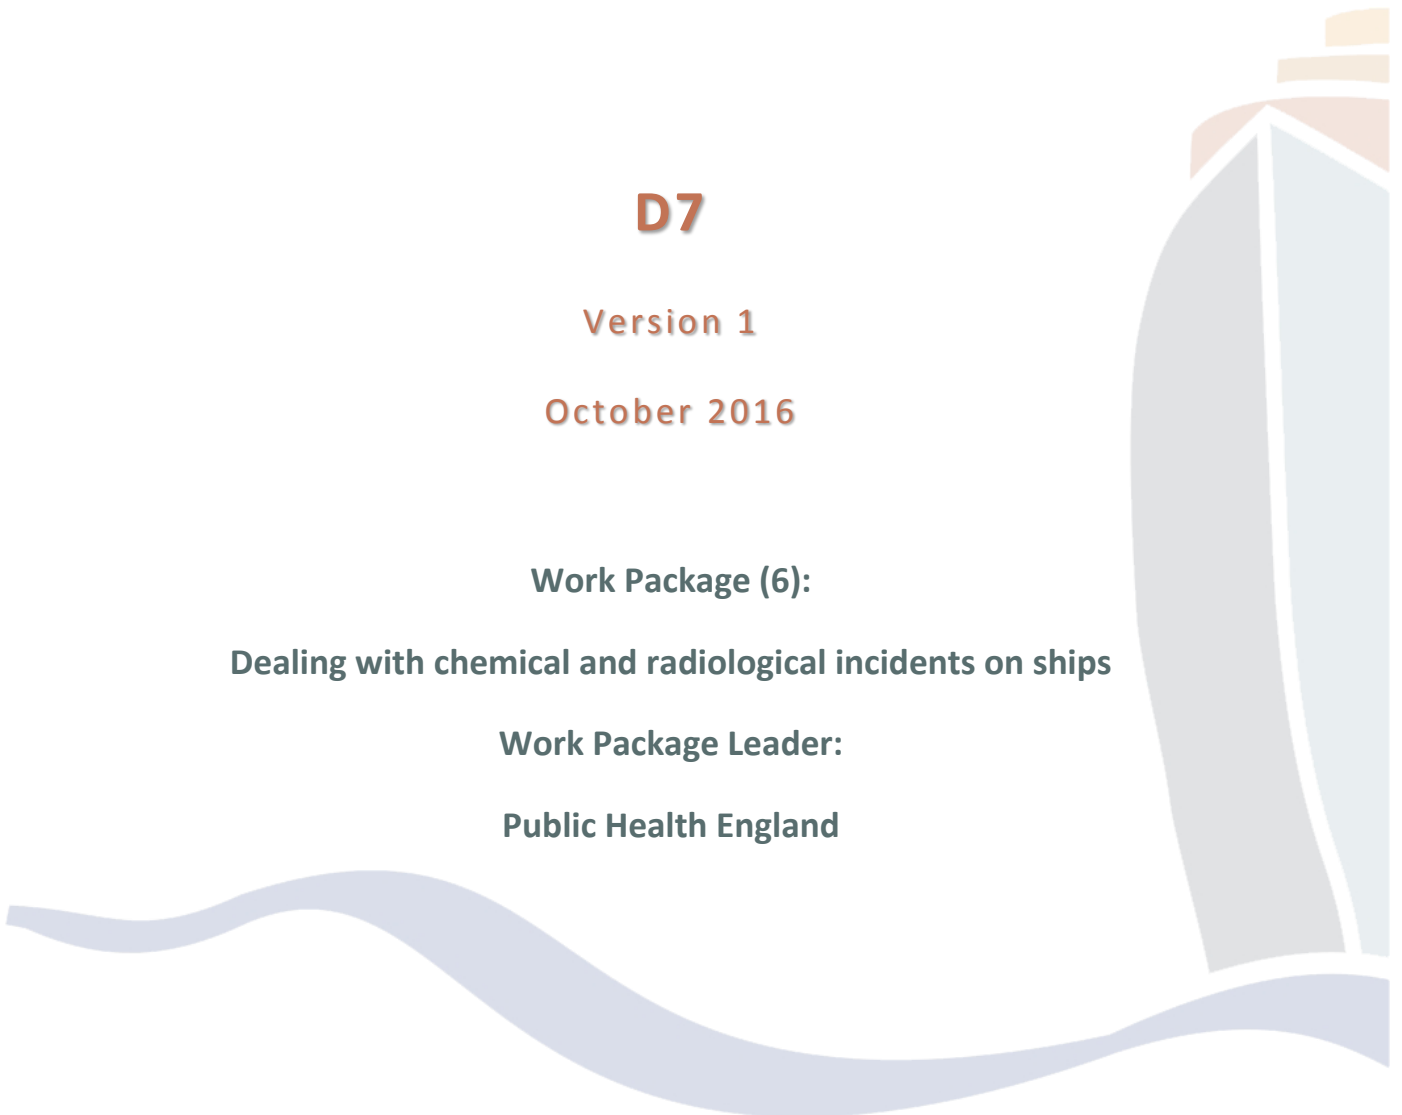 D7
Version 1
October 2016
Work Package (6):
Dealing with chemical and radiological incidents on ships
Work Package Leader:
Public Health England